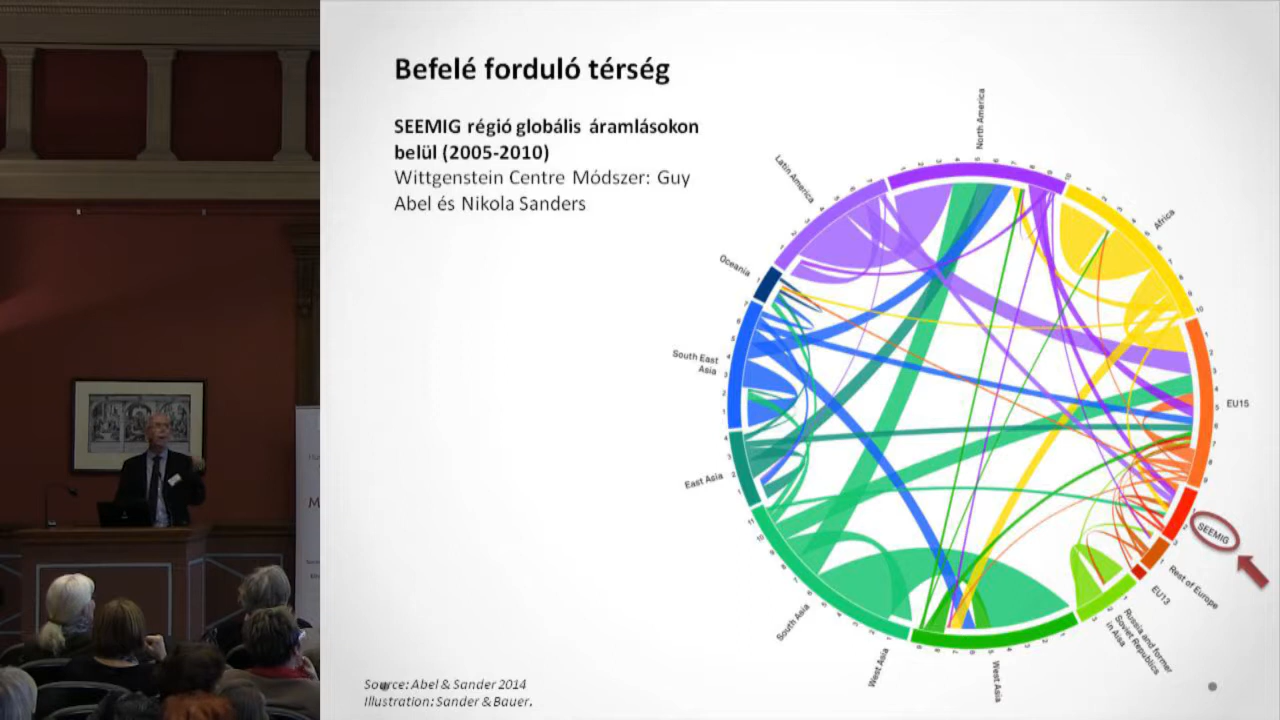 Befelé forduló térség
SEEMIG régió globális áramlásokon
belül (2005-2010)
Wittgenstein Centre Módszer: Guy
Abel és Nikola Sanders
North America
Latin America
Africa
Oceania
South East
Asia
EU15
East Asia
SEEMIG
Rest of Europe
EU13
Russia and former
Soviet Republics
in Aisa
South Asia
West Asia
West Asia
Source: Abel & Sander 2014
Illustration: Sander & Bauer.